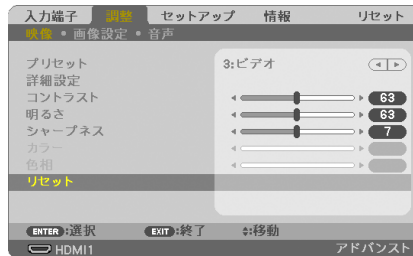 入力端子 調整 セットアップ 情報 リセット
映像 • 画像設定 • 音声
プリセット 3:ビデオ
詳細設定
コントラスト 63
明るさ 63
シャープネス 7
カラー
色相
リセット
ENTER:選択 EXIT:終了 :移動
HDMI1 アドバンスト